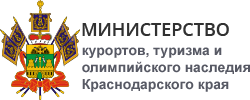 МИНИСТЕРСТВО
курортов, туризма и
олимпийского наследия
Краснодарского края